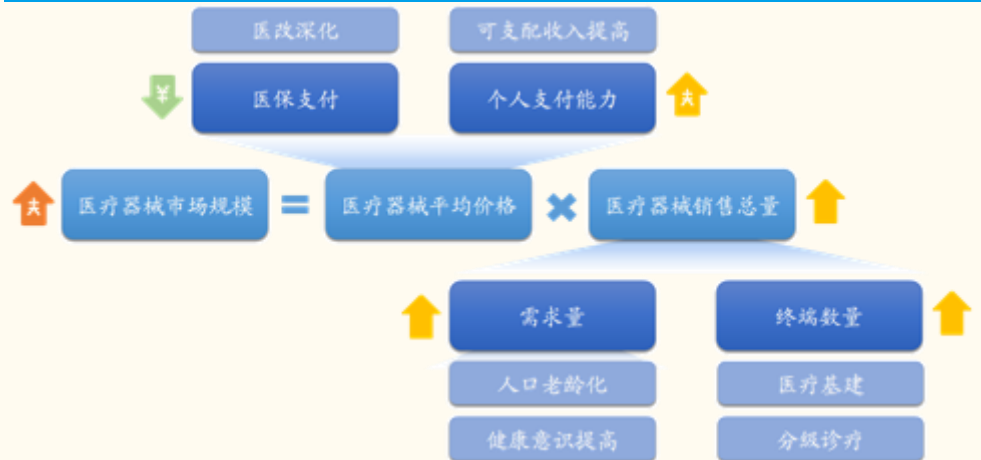 医改深化
可支配收入提高
¥
医保支付
个人支付能力
夫
夫
医疗器械市场规模
=
医疗器械平均价格
×
医疗器械销售总量
需求量
终端数量
人口老龄化
医疗基建
健康意识提高
分级诊疗